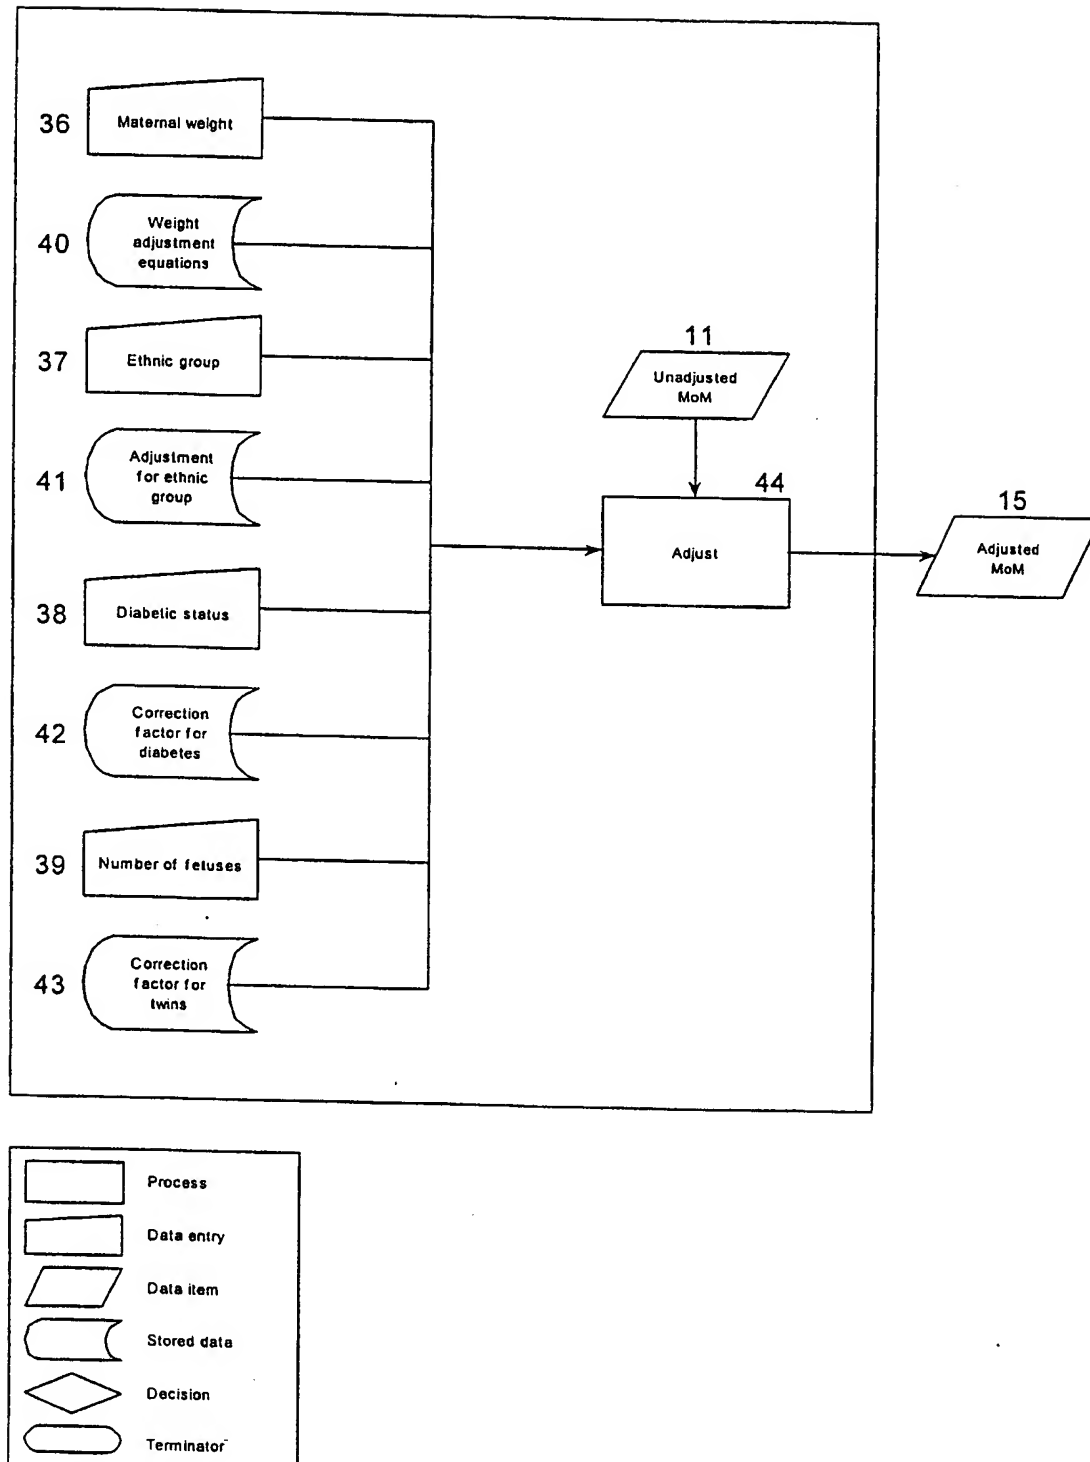 36
Maternal weight
40
Weight
adjustment
equations
37
Ethnic group
41
Adjustment
for ethnic
group
38
Diabetic status
42
Correction
factor for
diabetes
39
Number of fetuses
43
Correction
factor for
twins
11
Unadjusted
MoM
44
Adjust
15
Adjusted
MoM
Process
Data entry
Data item
Stored data
Decision
Terminator